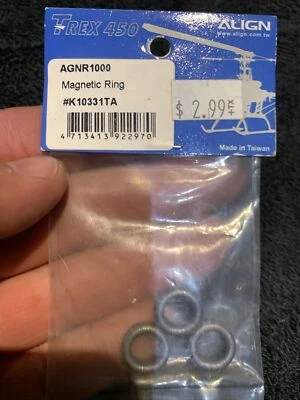 T-REX 450
ALIGN
www.align.com.tw
AGNR1000
Magnetic Ring
#K10331TA
$ 2.99
4 713413 922970
Made in Taiwan